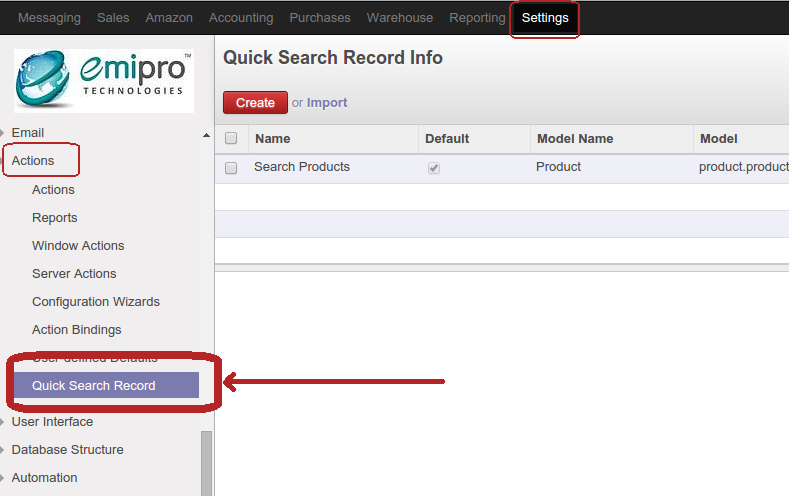 Messaging Sales Amazon Accounting Purchases Warehouse Reporting Settings
emipro™
TECHNOLOGIES
Email
Actions
Actions
Reports
Window Actions
Server Actions
Configuration Wizards
Action Bindings
User-defined Defaults
Quick Search Record
User Interface
Database Structure
Automation
Quick Search Record Info
Create or Import
Name Default Model Name Model
Search Products Product product.product